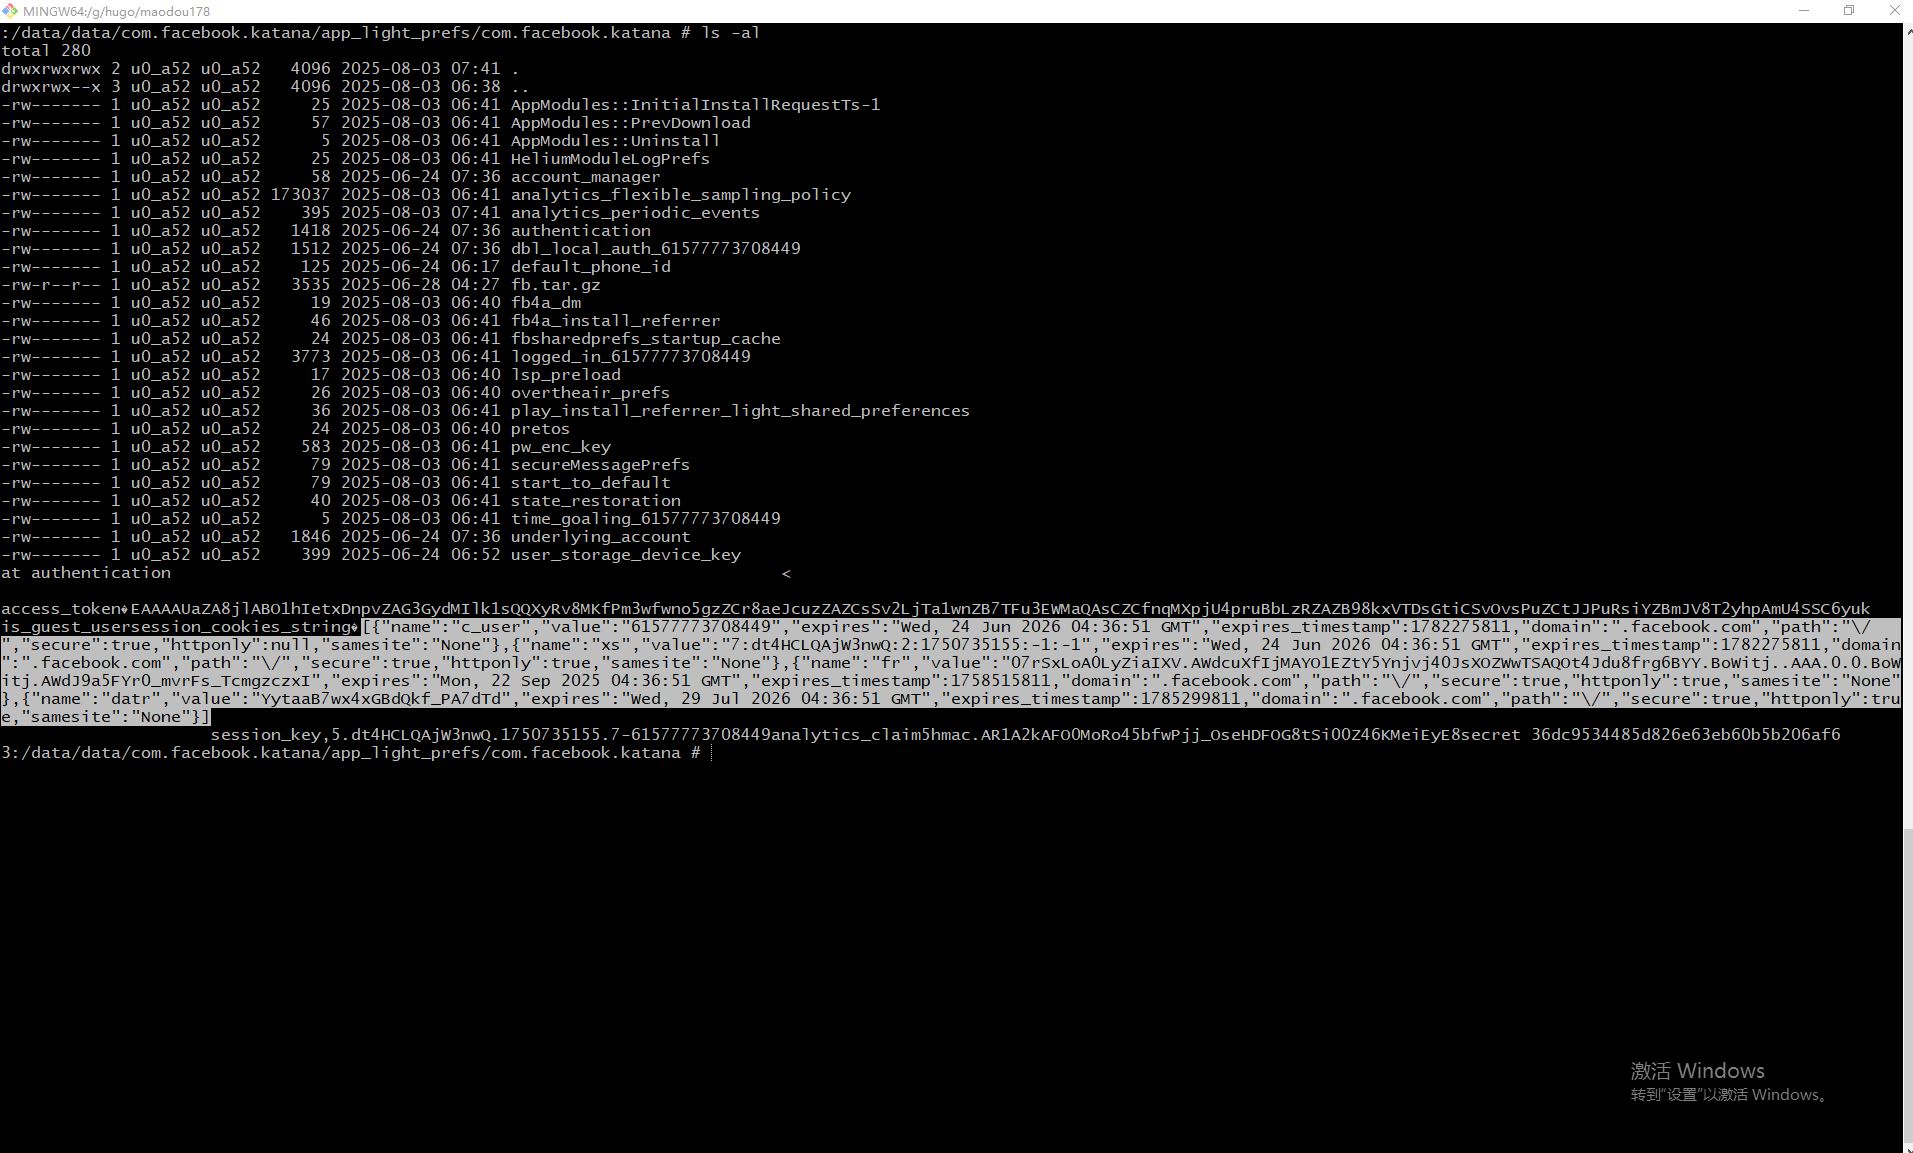 MINGW64:/g/hugo/maodou178
:/data/data/com.facebook.katana/app_light_prefs/com.facebook.katana # ls -al
total 280
drwxrwxrwx 2 u0_a52 u0_a52   4096 2025-08-03 07:41 .
drwxrwx--x 3 u0_a52 u0_a52   4096 2025-08-03 06:38 ..
-rw------- 1 u0_a52 u0_a52     25 2025-08-03 06:41 AppModules::InitialInstallRequestTs-1
-rw------- 1 u0_a52 u0_a52     57 2025-08-03 06:41 AppModules::PrevDownload
-rw------- 1 u0_a52 u0_a52      5 2025-08-03 06:41 AppModules::Uninstall
-rw------- 1 u0_a52 u0_a52     25 2025-08-03 06:41 HeliumModuleLogPrefs
-rw------- 1 u0_a52 u0_a52     58 2025-06-24 07:36 account_manager
-rw------- 1 u0_a52 u0_a52 173037 2025-08-03 06:41 analytics_flexible_sampling_policy
-rw------- 1 u0_a52 u0_a52    395 2025-08-03 07:41 analytics_periodic_events
-rw------- 1 u0_a52 u0_a52   1418 2025-06-24 07:36 authentication
-rw------- 1 u0_a52 u0_a52   1512 2025-06-24 07:36 dbl_local_auth_61577773708449
-rw------- 1 u0_a52 u0_a52    125 2025-06-24 06:17 default_phone_id
-rw-r--r-- 1 u0_a52 u0_a52   3535 2025-06-28 04:27 fb.tar.gz
-rw------- 1 u0_a52 u0_a52     19 2025-08-03 06:40 fb4a_dm
-rw------- 1 u0_a52 u0_a52     46 2025-08-03 06:41 fb4a_install_referrer
-rw------- 1 u0_a52 u0_a52     24 2025-08-03 06:41 fbsharedprefs_startup_cache
-rw------- 1 u0_a52 u0_a52   3773 2025-08-03 06:41 logged_in_61577773708449
-rw------- 1 u0_a52 u0_a52     17 2025-08-03 06:40 lsp_preload
-rw------- 1 u0_a52 u0_a52     26 2025-08-03 06:40 overtheair_prefs
-rw------- 1 u0_a52 u0_a52     36 2025-08-03 06:41 play_install_referrer_light_shared_preferences
-rw------- 1 u0_a52 u0_a52     24 2025-08-03 06:40 pretos
-rw------- 1 u0_a52 u0_a52    583 2025-08-03 06:41 pw_enc_key
-rw------- 1 u0_a52 u0_a52     79 2025-08-03 06:41 secureMessagePrefs
-rw------- 1 u0_a52 u0_a52     79 2025-08-03 06:41 start_to_default
-rw------- 1 u0_a52 u0_a52     40 2025-08-03 06:41 state_restoration
-rw------- 1 u0_a52 u0_a52      5 2025-08-03 06:41 time_goaling_61577773708449
-rw------- 1 u0_a52 u0_a52   1846 2025-06-24 07:36 underlying_account
-rw------- 1 u0_a52 u0_a52    399 2025-06-24 06:52 user_storage_device_key
at authentication                                                             <
access_token�EAAAAUaZA8jlABO1hIetxDnpvZAG3GydMIlk1sQQXyRv8MKfPm3wfwno5gzZCr8aeJcuzZAZCsSv2LjTa1wnZB7TFu3EWMaQAsCZCfnqMXpjU4pruBbLzRZAZB98kxVTDsGtiCSvOvsPuZCtJJPuRsiYZBmJV8T2yhpAmU4SSC6yuk
is_guest_usersession_cookies_string�[{"name":"c_user","value":"61577773708449","expires":"Wed, 24 Jun 2026 04:36:51 GMT","expires_timestamp":1782275811,"domain":".facebook.com","path":"\/
","secure":true,"httponly":null,"samesite":"None"},{"name":"xs","value":"7:dt4HCLQAjW3nwQ:2:1750735155:-1:-1","expires":"Wed, 24 Jun 2026 04:36:51 GMT","expires_timestamp":1782275811,"domain
":".facebook.com","path":"\/","secure":true,"httponly":true,"samesite":"None"},{"name":"fr","value":"07rSxLoAOLyZiaIXV.AWdcuXfIjMAYO1EZtY5Ynjvj4OJsXOZWwTSAQOt4Jdu8frg6BYY.BoWitj..AAA.0.0.BoW
itj.AWdJ9a5FYrO_mvrFs_TcmgzczxI","expires":"Mon, 22 Sep 2025 04:36:51 GMT","expires_timestamp":1758515811,"domain":".facebook.com","path":"\/","secure":true,"httponly":true,"samesite":"None"
},{"name":"datr","value":"YytaaB7wx4xGBdQkf_PA7dTd","expires":"Wed, 29 Jul 2026 04:36:51 GMT","expires_timestamp":1785299811,"domain":".facebook.com","path":"\/","secure":true,"httponly":tru
e,"samesite":"None"}]
session_key,5.dt4HCLQAjW3nwQ.1750735155.7-61577773708449analytics_claim5hmac.AR1A2kAFO0MoRo45bfwPjj_OseHDFOG8tSiO0Z46KMeiEyE8secret 36dc9534485d826e63eb60b5b206af6
3:/data/data/com.facebook.katana/app_light_prefs/com.facebook.katana #
激活 Windows
转到“设置”以激活 Windows。